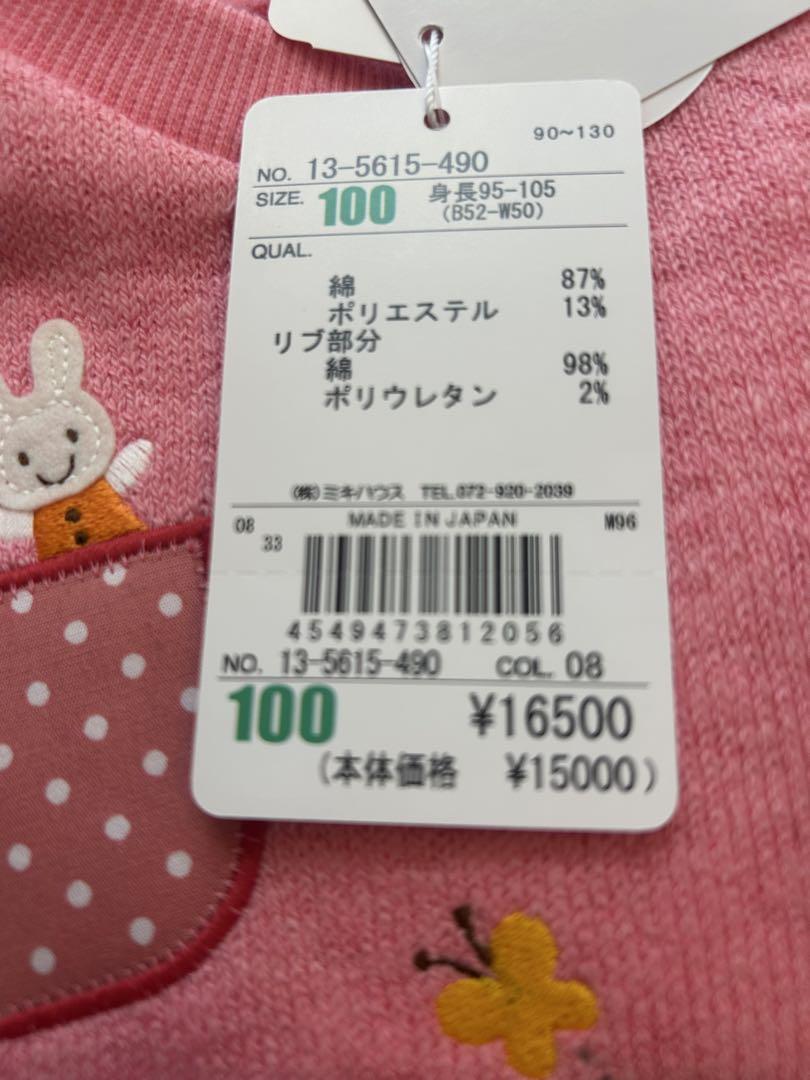 90~130
NO. 13-5615-490
SIZE. 100 身長95-105
(B52-W50)
QUAL.
綿 87%
ポリエステル 13%
リブ部分
綿 98%
ポリウレタン 2%
(株)ミキハウス TEL.072-920-2039
08 MADE IN JAPAN M96
33
4549473812056
NO. 13-5615-490 COL. 08
100 ¥16500
(本体価格 ¥15000)